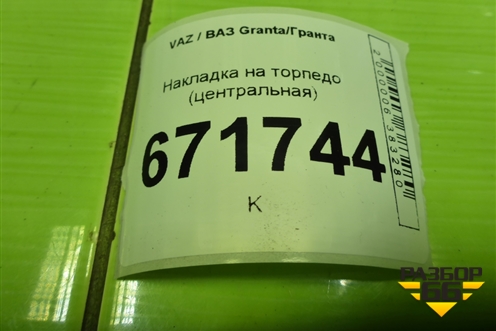 VAZ / ВАЗ Granta/Гранта
Накладка на торпедо
(центральная)
671744
К
2000006383280
РАЗБОР
66